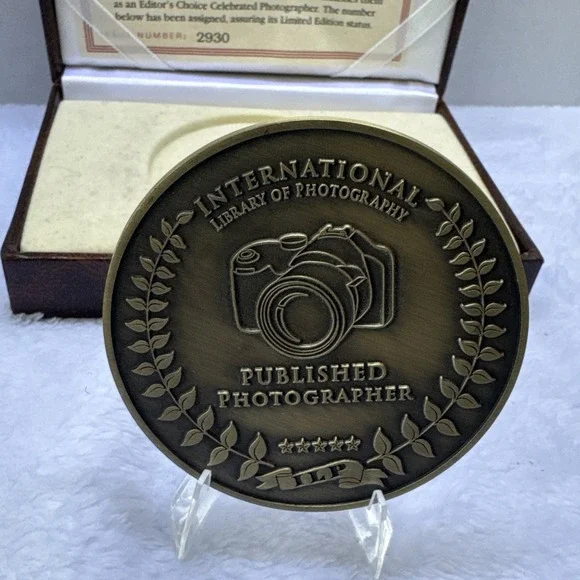 as an Editor's Choice Celebrated Photographer. The number
below has been assigned, assuring its Limited Edition status.
NUMBER: 2930
INTERNATIONAL
LIBRARY OF PHOTOGRAPHY
PUBLISHED
PHOTOGRAPHER
ILP